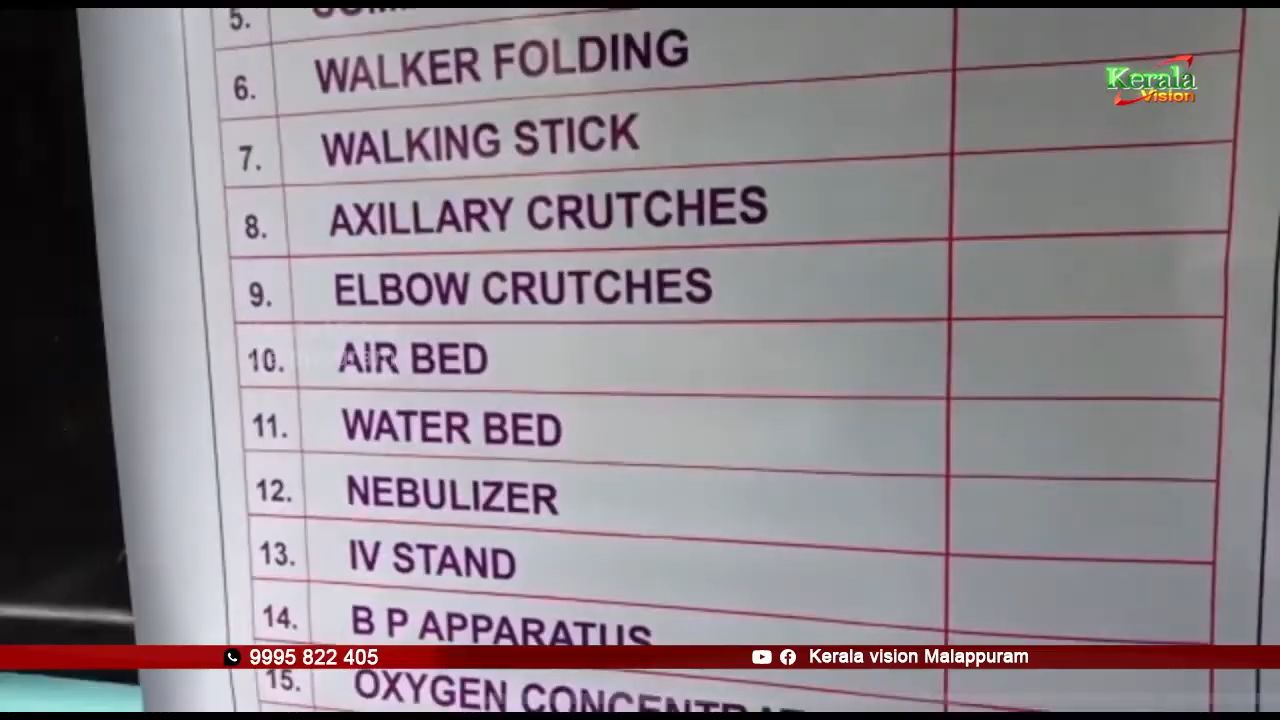 5.
6. WALKER FOLDING
Kerala
Vision
7. WALKING STICK
8. AXILLARY CRUTCHES
9. ELBOW CRUTCHES
10. AIR BED
11. WATER BED
12. NEBULIZER
13. IV STAND
14. B P APPARATUS
9995 822 405 Kerala vision Malappuram
15. OXYGEN